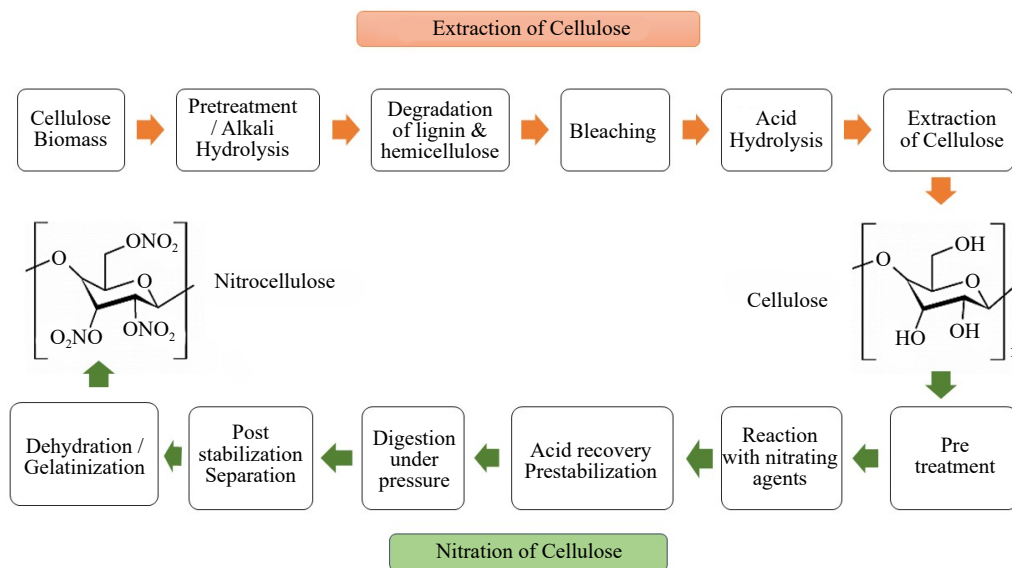 Extraction of Cellulose
Cellulose
Biomass
Pretreatment
/ Alkali
Hydrolysis
Degradation
of lignin &
hemicellulose
Bleaching
Acid
Hydrolysis
Extraction
of Cellulose
ONO2
O
O
O2NO
ONO2
Nitrocellulose
Cellulose
OH
O
O
HO
OH
Dehydration /
Gelatinization
Post
stabilization
Separation
Digestion
under
pressure
Acid recovery
Prestabilization
Reaction
with nitrating
agents
Pre
treatment
Nitration of Cellulose